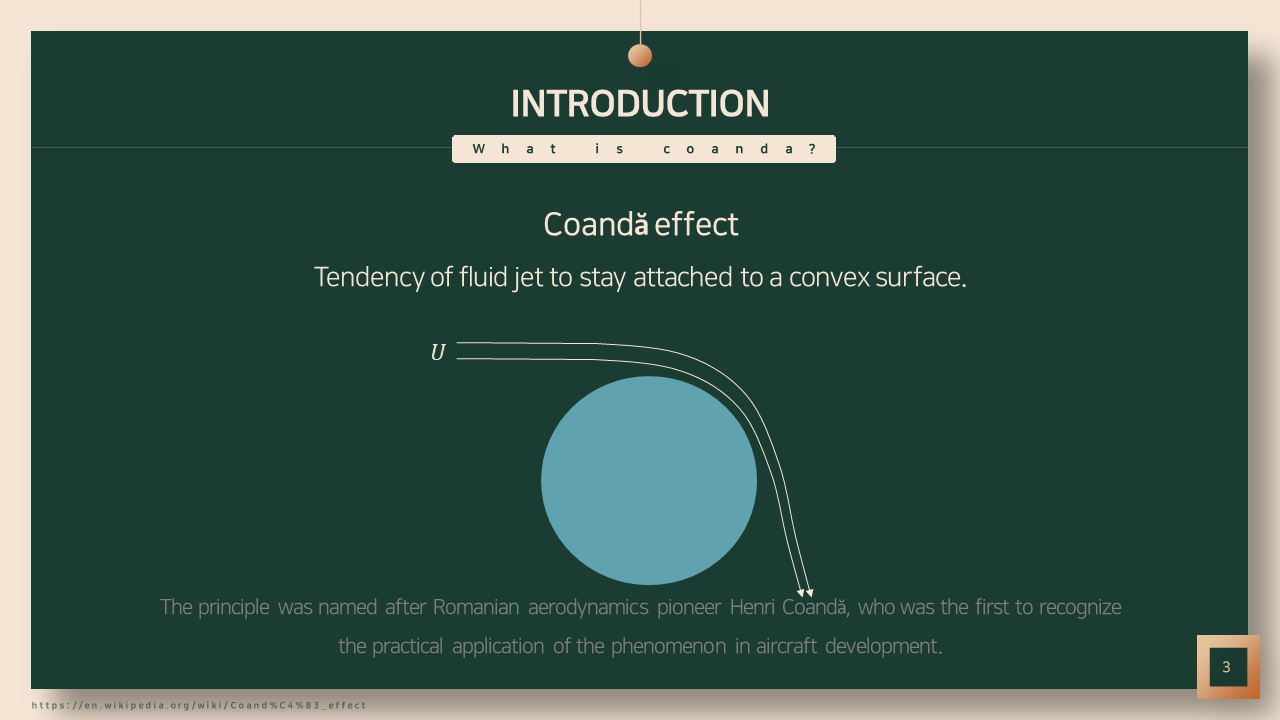 INTRODUCTION
What is coanda?
Coandă effect
Tendency of fluid jet to stay attached to a convex surface.
U
The principle was named after Romanian aerodynamics pioneer Henri Coandă, who was the first to recognize
the practical application of the phenomenon in aircraft development.
3
https://en.wikipedia.org/wiki/Coand%C4%83_effect